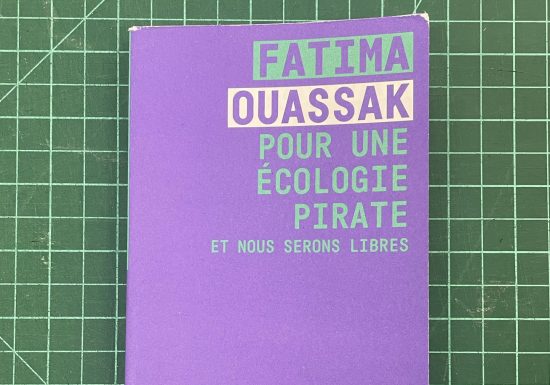 FATIMA
OUASSAK
POUR UNE
ÉCOLOGIE
PIRATE
ET NOUS SERONS LIBRES